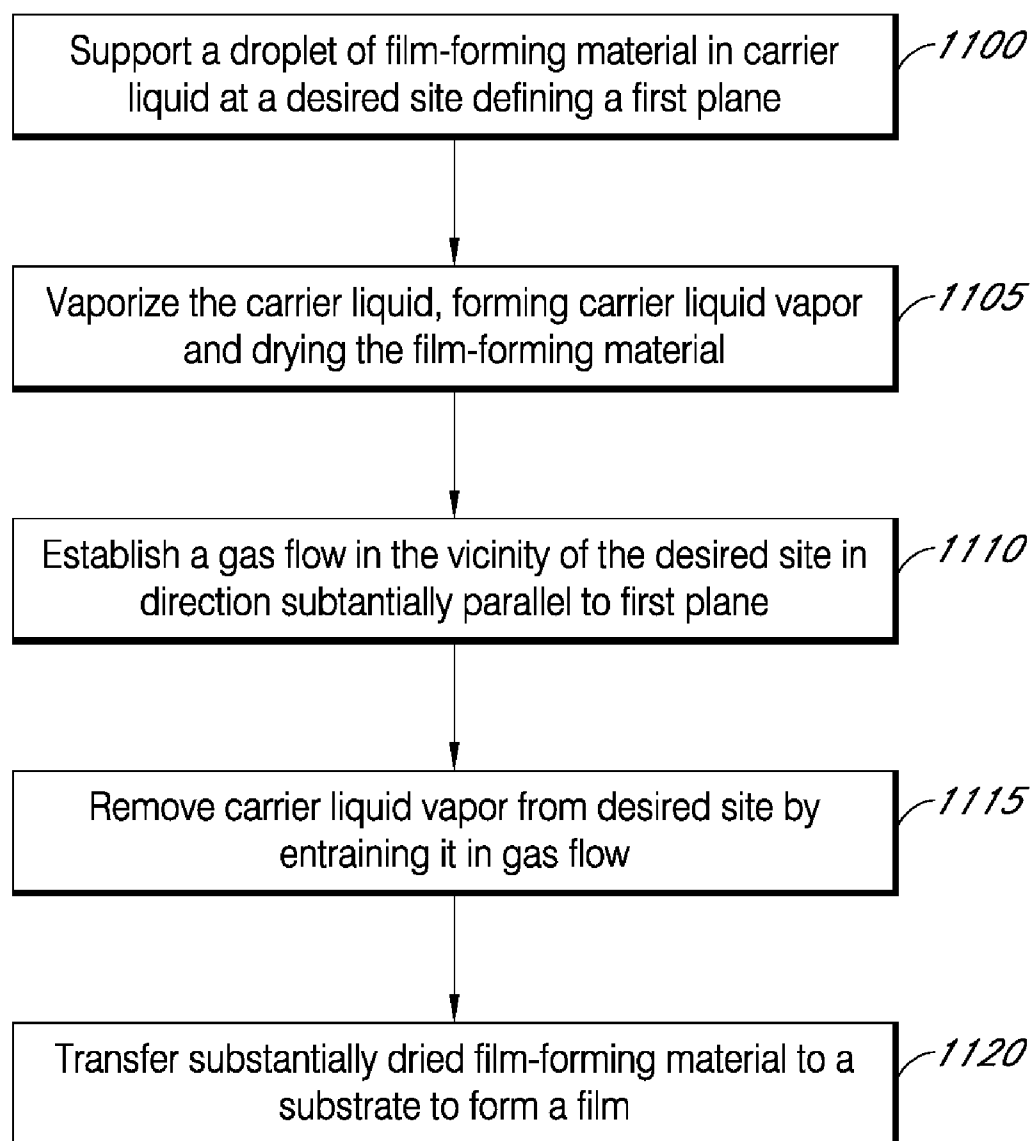 Support a droplet of film-forming material in carrier
liquid at a desired site defining a first plane
1100
Vaporize the carrier liquid, forming carrier liquid vapor
and drying the film-forming material
1105
Establish a gas flow in the vicinity of the desired site in
direction subtantially parallel to first plane
1110
Remove carrier liquid vapor from desired site by
entraining it in gas flow
1115
Transfer substantially dried film-forming material to a
substrate to form a film
1120